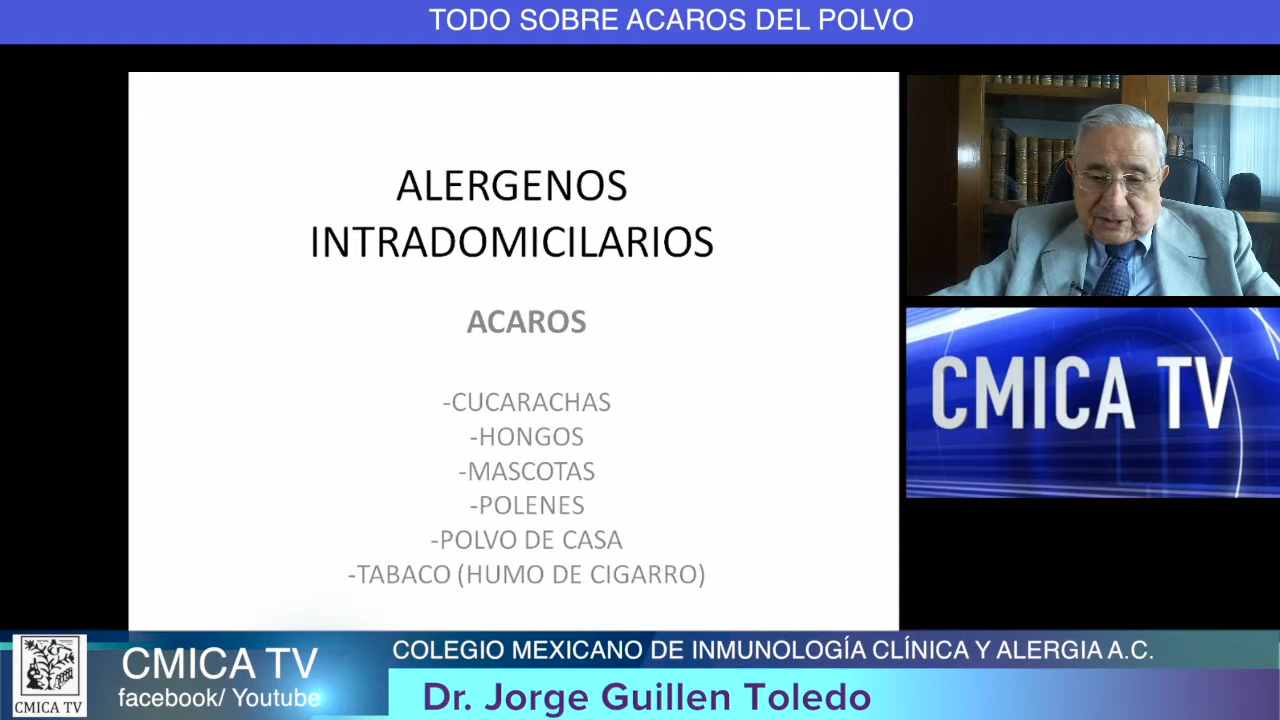 TODO SOBRE ACAROS DEL POLVO
ALERGENOS
INTRADOMICILARIOS
ACAROS
-CUCARACHAS
-HONGOS
-MASCOTAS
-POLENES
-POLVO DE CASA
-TABACO (HUMO DE CIGARRO)
CMICA TV
CMICA TV
facebook/ Youtube
CMICA TV
COLEGIO MEXICANO DE INMUNOLOGÍA CLÍNICA Y ALERGIA A.C.
Dr. Jorge Guillen Toledo